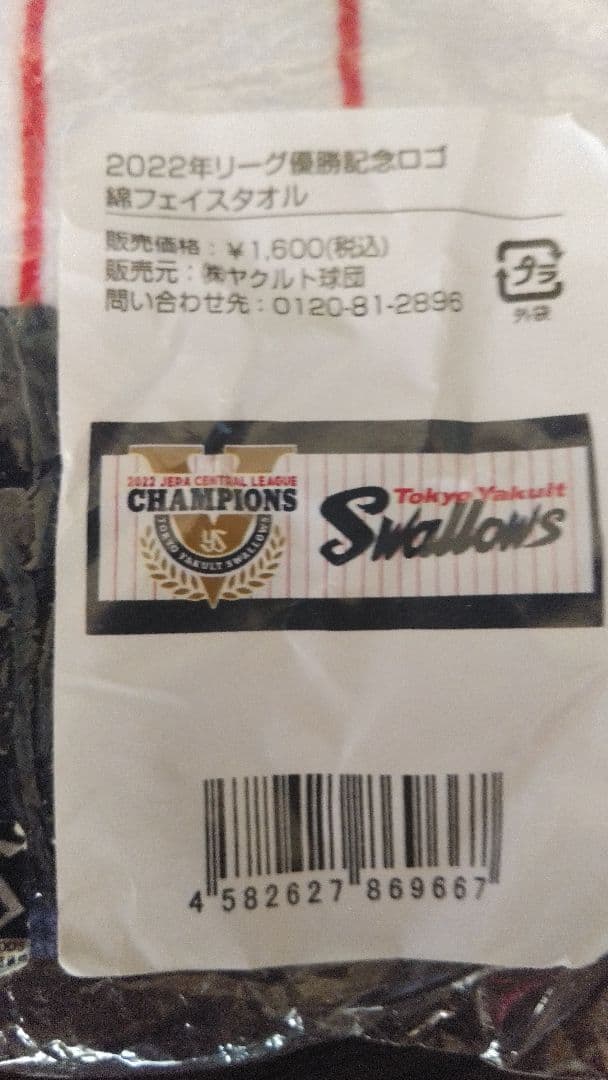 2022年リーグ優勝記念ロゴ
綿フェイスタオル
販売価格：￥1,600(税込)
販売元：㈱ヤクルト球団
問い合わせ先：0120-81-2896
プラ
外袋
2022 JERA CENTRAL LEAGUE
CHAMPIONS
YS
TOKYO YAKULT SWALLOWS
Tokyo Yakult
Swallows
4 582627 869667